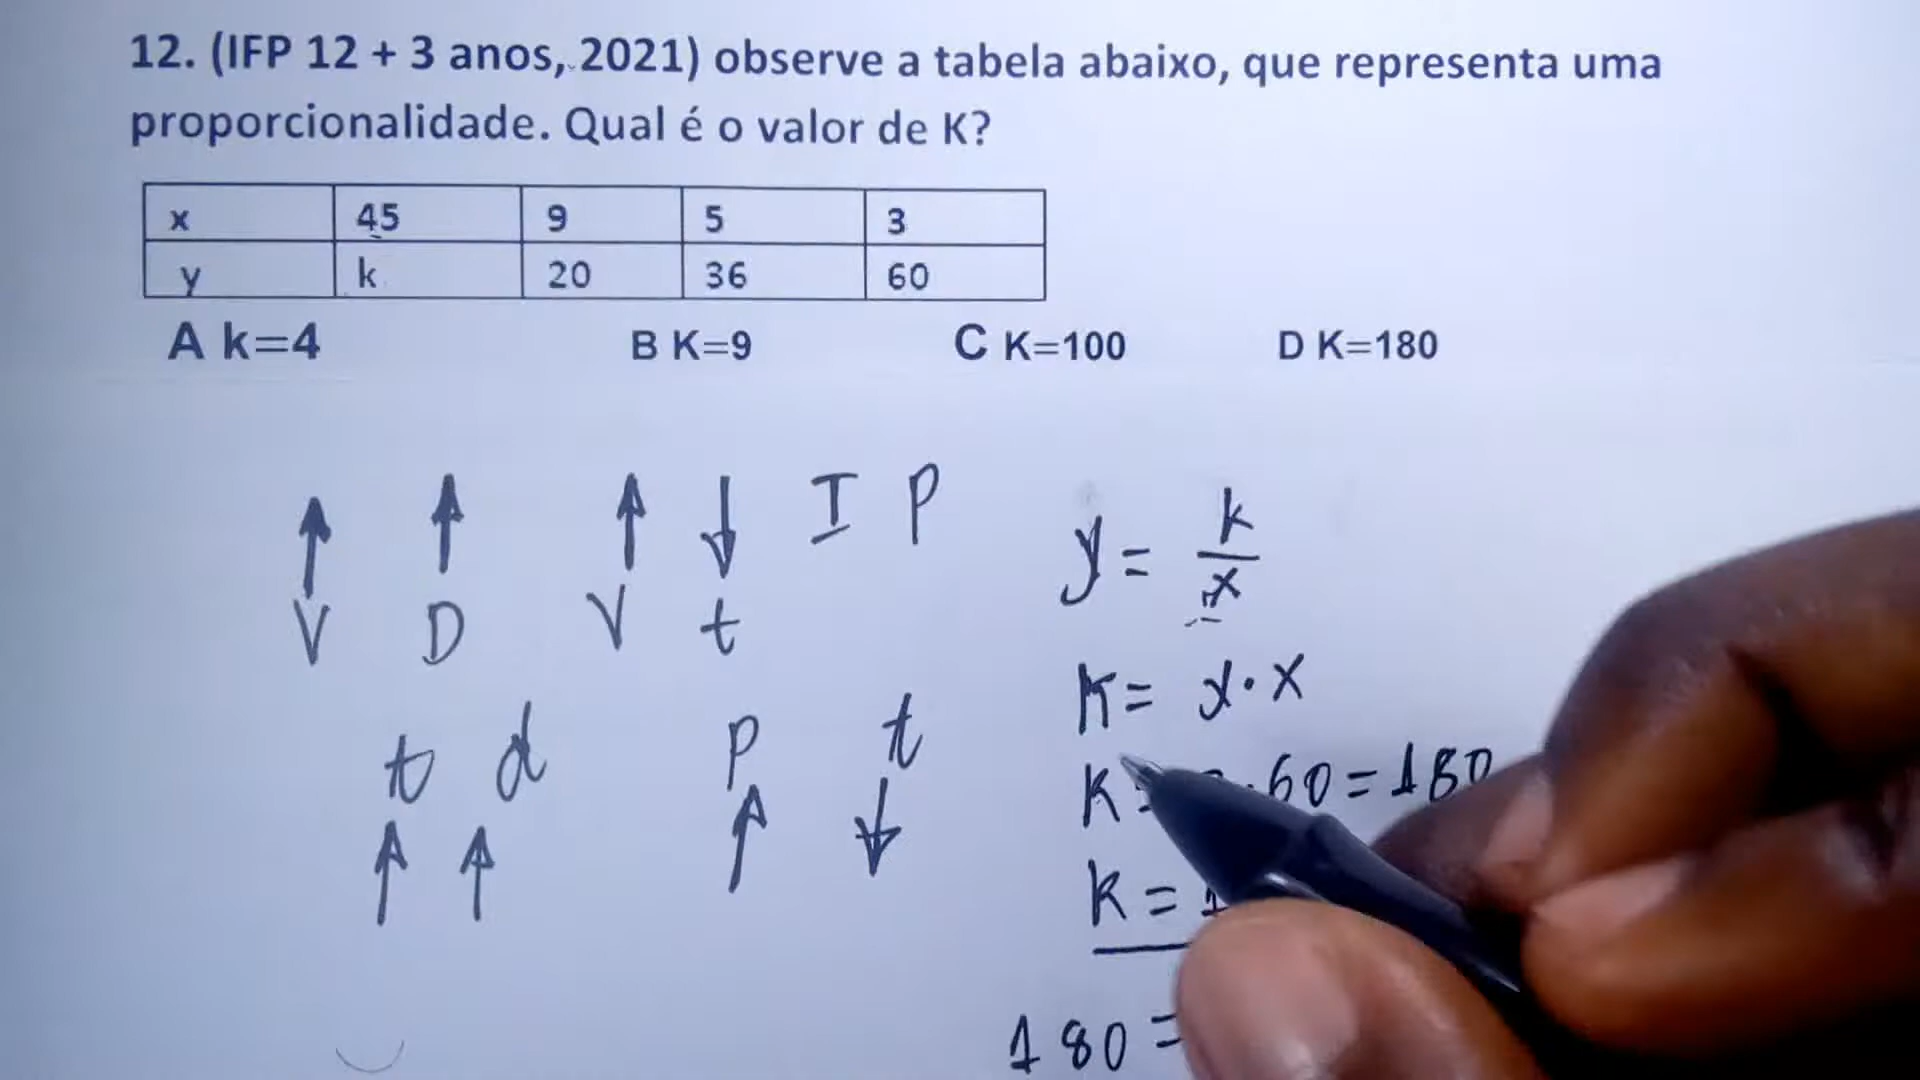 12. (IFP 12 + 3 anos, 2021) observe a tabela abaixo, que representa uma
proporcionalidade. Qual é o valor de K?
x 45 9 5 3
y k 20 36 60
A k=4 B K=9 C K=100 D K=180
I P
V D V t
t d P t
y = k/x
K = y·x
60 = 180
k =
180 =